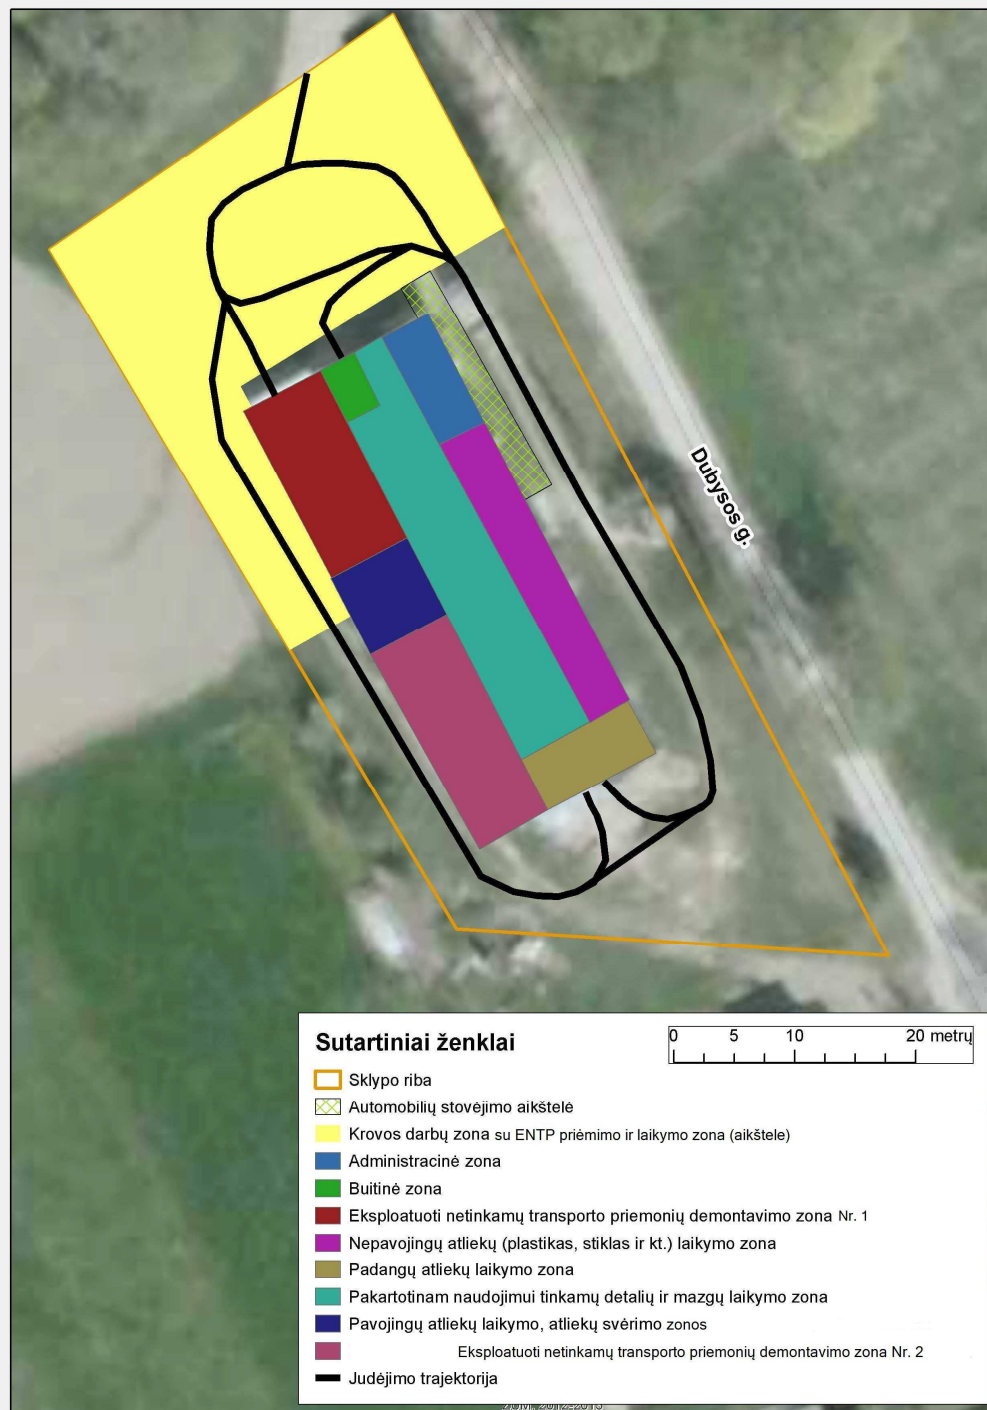 Dubysos g.
Sutartiniai ženklai
0 5 10 20 metrų
Sklypo riba
Automobilių stovėjimo aikštelė
Krovos darbų zona su ENTP priėmimo ir laikymo zona (aikštele)
Administracinė zona
Buitinė zona
Eksploatuoti netinkamų transporto priemonių demontavimo zona Nr. 1
Nepavojingų atliekų (plastikas, stiklas ir kt.) laikymo zona
Padangų atliekų laikymo zona
Pakartotinam naudojimui tinkamų detalių ir mazgų laikymo zona
Pavojingų atliekų laikymo, atliekų svėrimo zonos
Eksploatuoti netinkamų transporto priemonių demontavimo zona Nr. 2
Judėjimo trajektorija